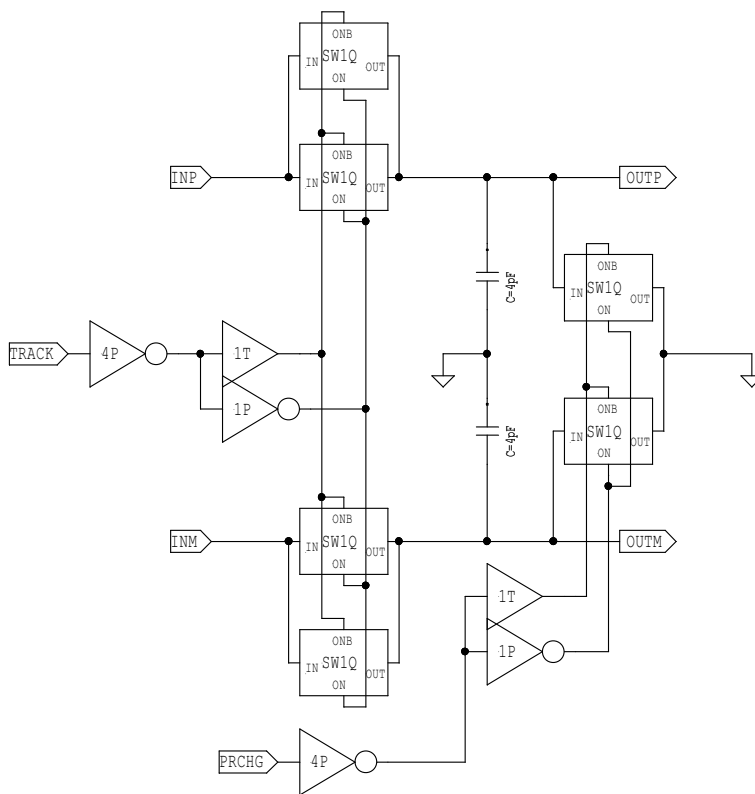 ONB
IN SW1Q OUT
ON
ONB
INP IN SW1Q OUT OUTP
ON
ONB
IN SW1Q OUT
ON
C=4pF
TRACK 4P 1T
1P
ONB
IN SW1Q OUT
ON
C=4pF
ONB
INM IN SW1Q OUT OUTM
ON
1T
ONB
IN SW1Q OUT
ON
1P
PRCHG 4P